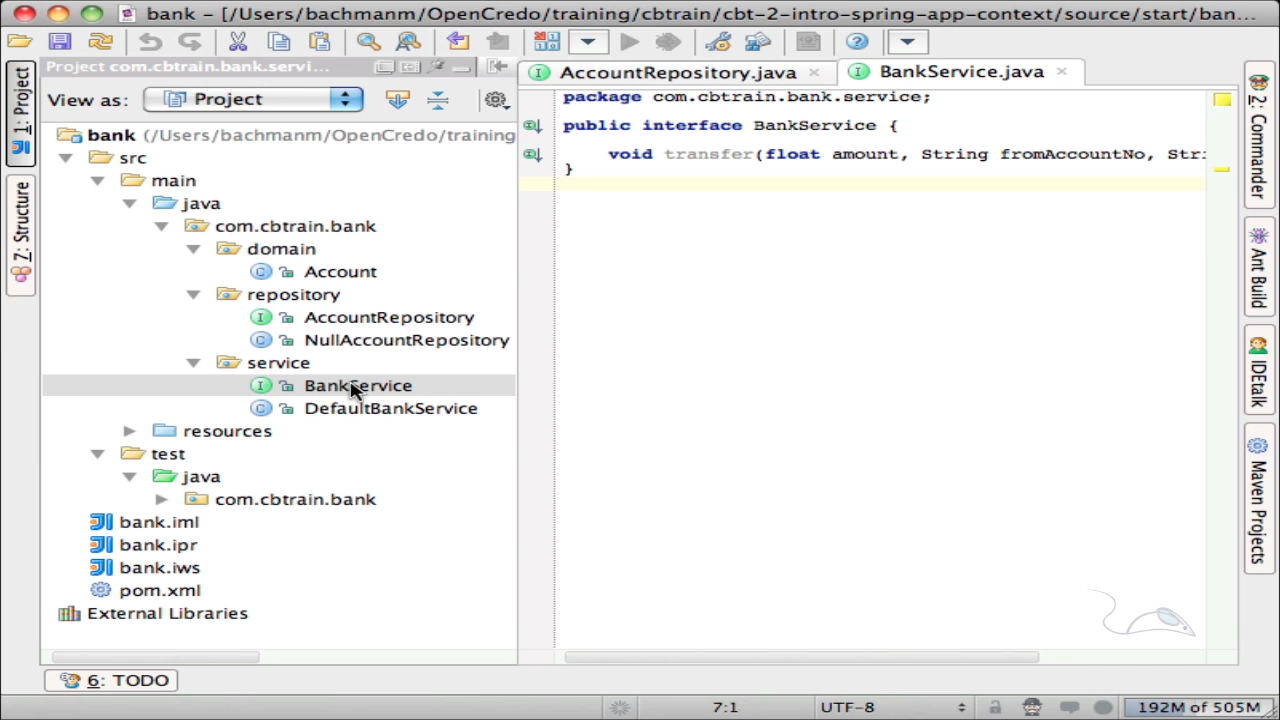 bank – [/Users/bachmanm/OpenCredo/training/cbtrain/cbt-2-intro-spring-app-context/source/start/ban...
Project com.cbtrain.bank.servi...
View as: Project
1: Project
Z: Structure
bank (/Users/bachmanm/OpenCredo/training
src
main
java
com.cbtrain.bank
domain
Account
repository
AccountRepository
NullAccountRepository
service
BankService
DefaultBankService
resources
test
java
com.cbtrain.bank
bank.iml
bank.ipr
bank.iws
pom.xml
External Libraries
AccountRepository.java
BankService.java
package com.cbtrain.bank.service;
public interface BankService {
void transfer(float amount, String fromAccountNo, Stri
}
2: Commander
Ant Build
IDEtalk
Maven Projects
6: TODO
7:1
UTF-8
192M of 505M